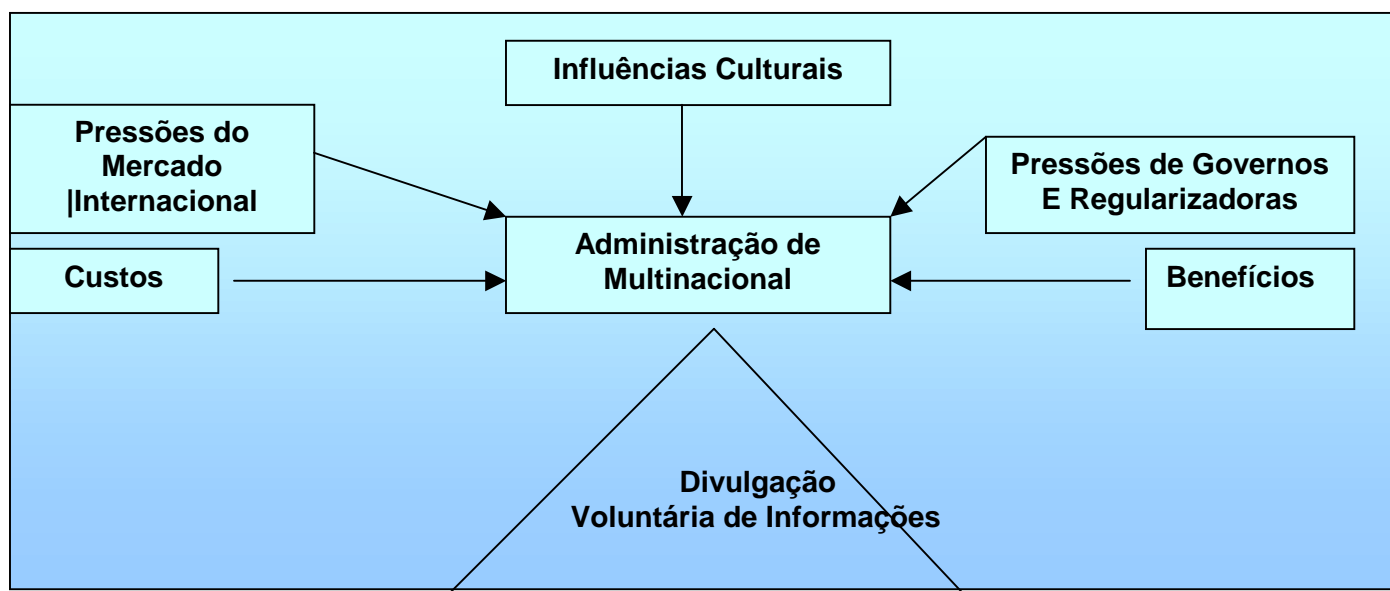 Influências Culturais
Pressões do
Mercado
|Internacional
Pressões de Governos
E Regularizadoras
Administração de
Multinacional
Custos
Benefícios
Divulgação
Voluntária de Informações